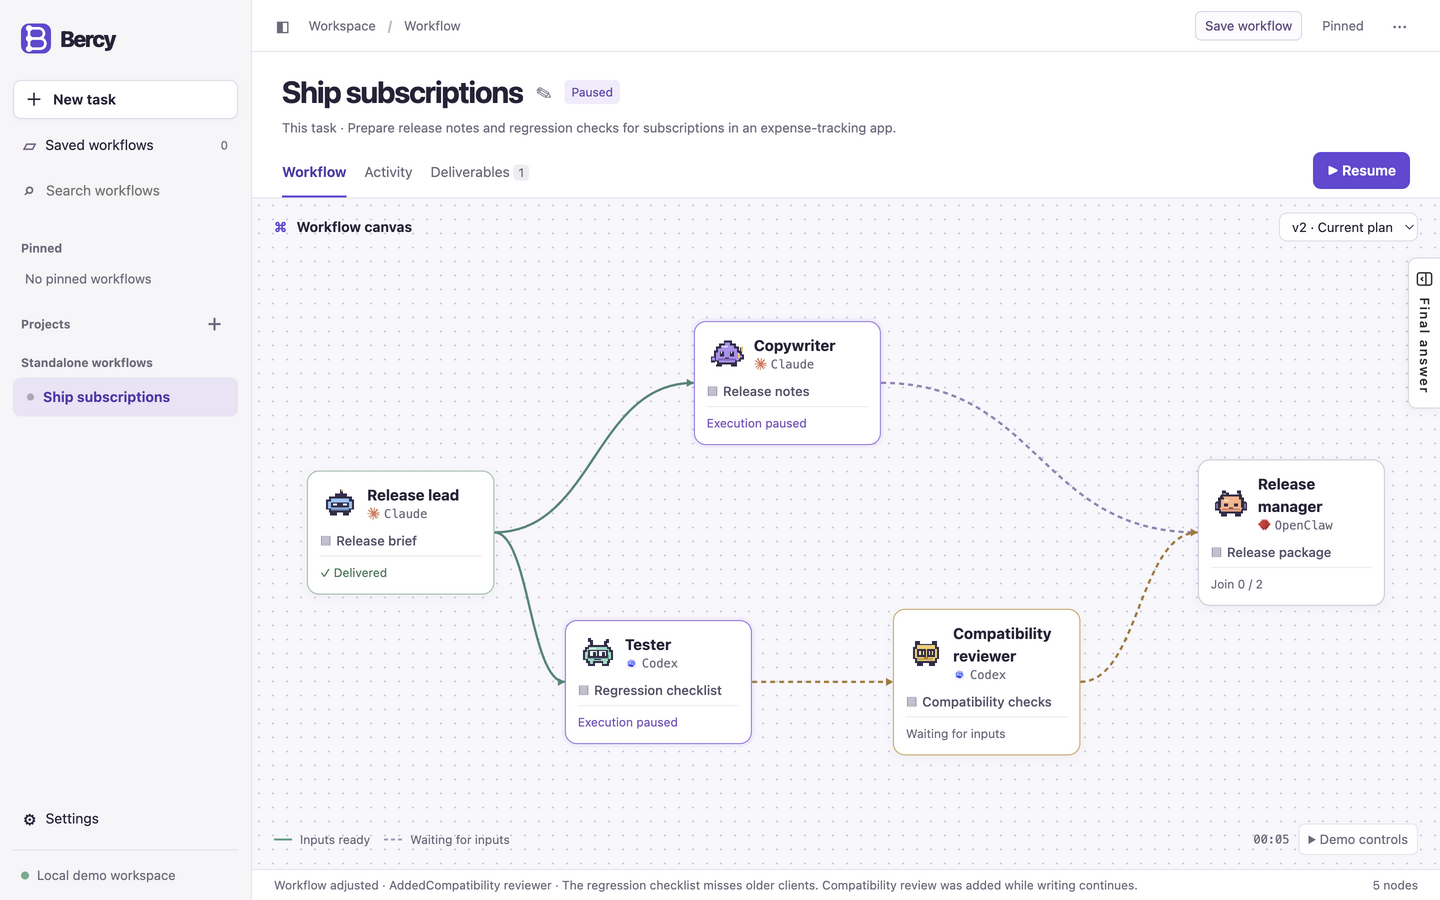 Bercy
New task
Saved workflows 0
Search workflows
Pinned
No pinned workflows
Projects
Standalone workflows
Ship subscriptions
Settings
Local demo workspace
Workspace / Workflow
Save workflow
Pinned
Ship subscriptions
Paused
This task · Prepare release notes and regression checks for subscriptions in an expense-tracking app.
Workflow
Activity
Deliverables 1
Resume
Workflow canvas
v2 · Current plan
Final answer
Copywriter
Claude
Release notes
Execution paused
Release lead
Claude
Release brief
✓ Delivered
Release
manager
OpenClaw
Release package
Join 0 / 2
Tester
Codex
Regression checklist
Execution paused
Compatibility
reviewer
Codex
Compatibility checks
Waiting for inputs
Inputs ready
Waiting for inputs
00:05
Demo controls
Workflow adjusted · AddedCompatibility reviewer · The regression checklist misses older clients. Compatibility review was added while writing continues.
5 nodes